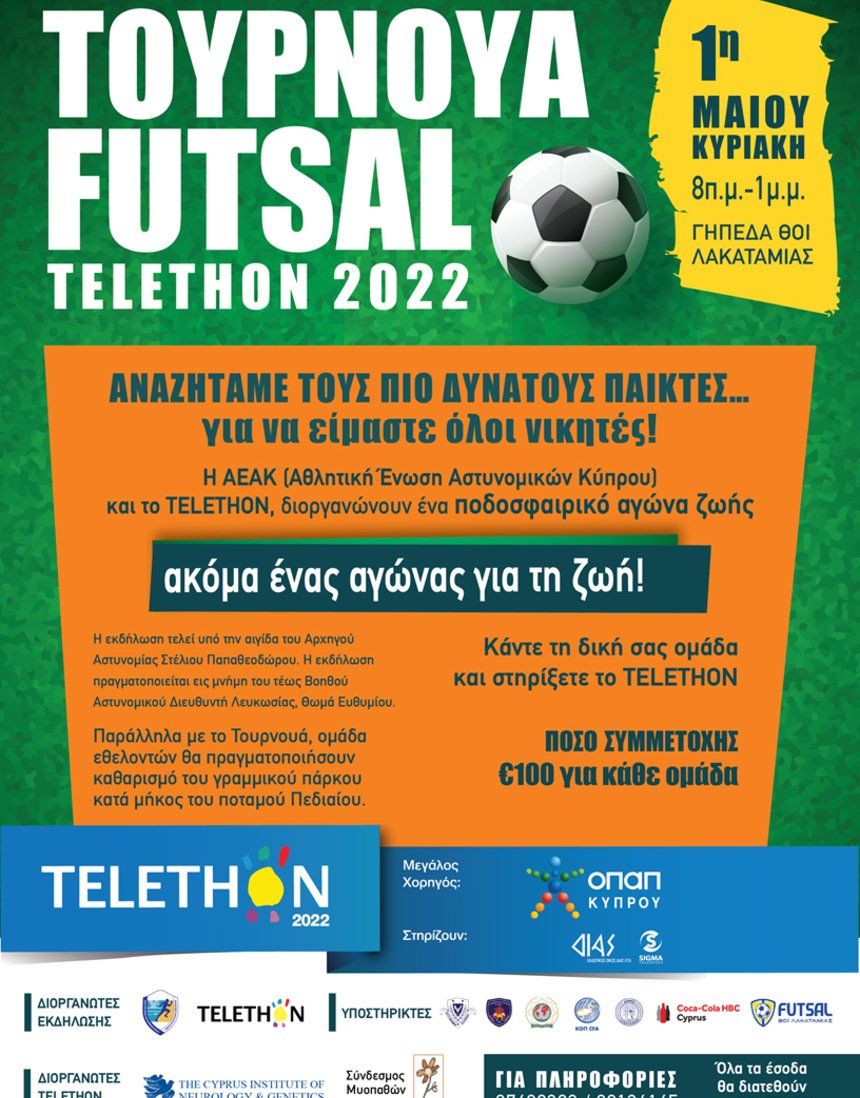 ΤΟΥΡΝΟΥΑ
FUTSAL
TELETHON 2022
1η
ΜΑΙΟΥ
ΚΥΡΙΑΚΗ
8π.μ.-1μ.μ.
ΓΗΠΕΔΑ ΘΟΙ
ΛΑΚΑΤΑΜΙΑΣ
ΑΝΑΖΗΤΑΜΕ ΤΟΥΣ ΠΙΟ ΔΥΝΑΤΟΥΣ ΠΑΙΚΤΕΣ...
για να είμαστε όλοι νικητές!
Η ΑΕΑΚ (Αθλητική Ένωση Αστυνομικών Κύπρου)
και το TELETHON, διοργανώνουν ένα ποδοσφαιρικό αγώνα ζωής
ακόμα ένας αγώνας για τη ζωή!
Η εκδήλωση τελεί υπό την αιγίδα του Αρχηγού
Αστυνομίας Στέλιου Παπαθεοδώρου. Η εκδήλωση
πραγματοποιείται εις μνήμη του τέως Βοηθού
Αστυνομικού Διευθυντή Λευκωσίας, Θωμά Ευθυμίου.
Παράλληλα με το Τουρνουά, ομάδα
εθελοντών θα πραγματοποιήσουν
καθαρισμό του γραμμικού πάρκου
κατά μήκος του ποταμού Πεδιαίου.
Κάντε τη δική σας ομάδα
και στηρίξετε το TELETHON
ΠΟΣΟ ΣΥΜΜΕΤΟΧΗΣ
€100 για κάθε ομάδα
TELETHON
2022
Μεγάλος
Χορηγός:
οπαπ
ΚΥΠΡΟΥ
Στηρίζουν:
ΔΙΑΣ
SIGMA
ΔΙΟΡΓΑΝΩΤΕΣ
ΕΚΔΗΛΩΣΗΣ
TELETHON
ΥΠΟΣΤΗΡΙΚΤΕΣ
ΚΟΠ CFA
Coca-Cola HBC
Cyprus
FUTSAL
ΘΟΙ ΛΑΚΑΤΑΜΙΑΣ
ΔΙΟΡΓΑΝΩΤΕΣ
TELETHON
THE CYPRUS INSTITUTE OF
NEUROLOGY & GENETICS
Σύνδεσμος
Μυοπαθών
ΓΙΑ ΠΛΗΡΟΦΟΡΙΕΣ
Όλα τα έσοδα
θα διατεθούν